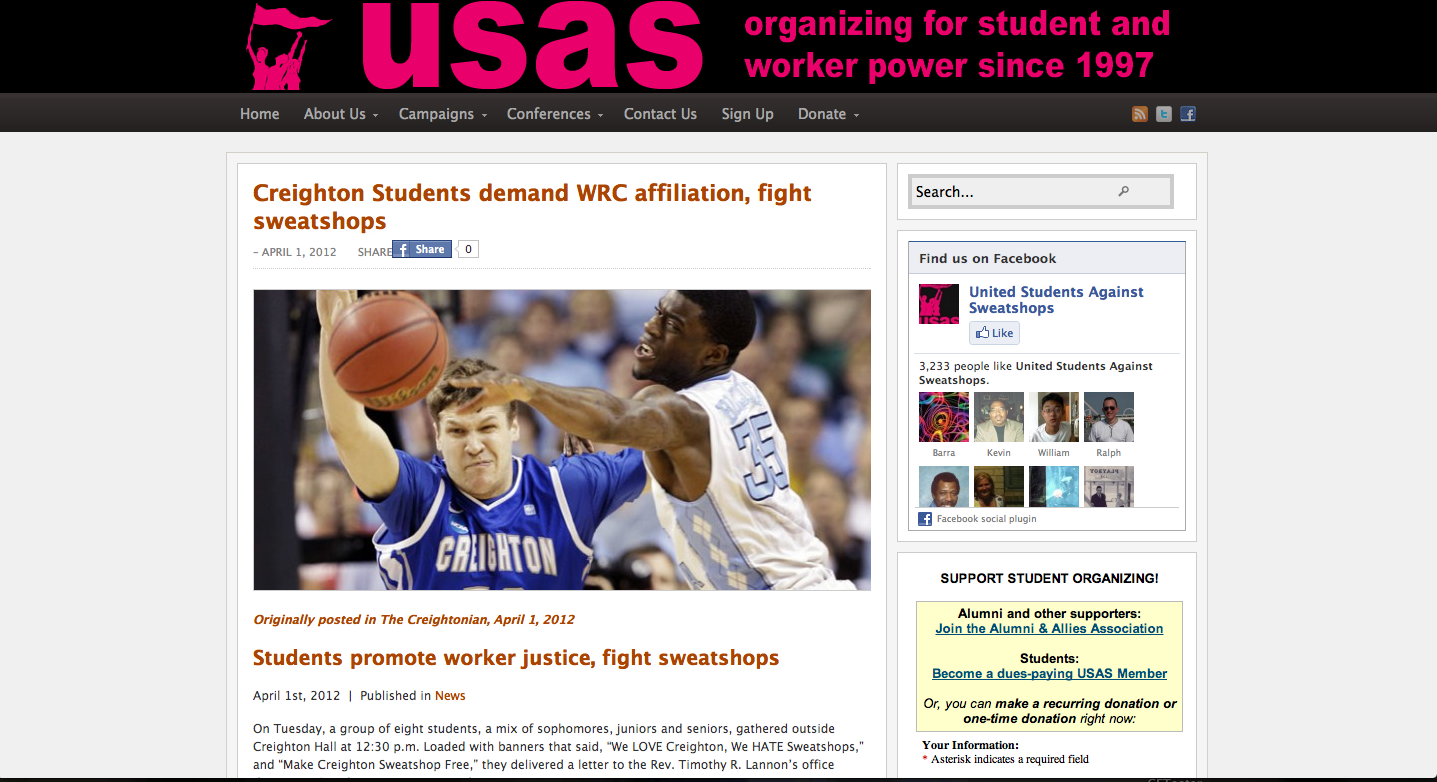 usas
organizing for student and
worker power since 1997
Home About Us Campaigns Conferences Contact Us Sign Up Donate
Creighton Students demand WRC affiliation, fight
sweatshops
– APRIL 1, 2012 SHARE Share 0
35
NCAA
CREIGHTON
Originally posted in The Creightonian, April 1, 2012
Students promote worker justice, fight sweatshops
April 1st, 2012 | Published in News
On Tuesday, a group of eight students, a mix of sophomores, juniors and seniors, gathered outside
Creighton Hall at 12:30 p.m. Loaded with banners that said, “We LOVE Creighton, We HATE Sweatshops,”
and “Make Creighton Sweatshop Free,” they delivered a letter to the Rev. Timothy R. Lannon’s office
Search...
Find us on Facebook
usas
United Students Against
Sweatshops
Like
3,233 people like United Students Against
Sweatshops.
Barra Kevin William Ralph
Facebook social plugin
SUPPORT STUDENT ORGANIZING!
Alumni and other supporters:
Join the Alumni & Allies Association
Students:
Become a dues-paying USAS Member
Or, you can make a recurring donation or
one-time donation right now:
Your Information:
* Asterisk indicates a required field